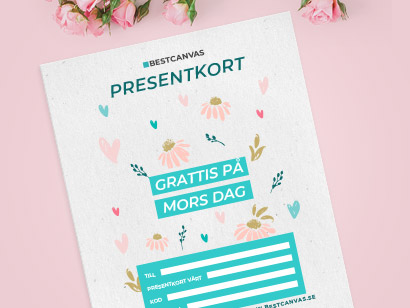 BESTCANVAS
PRESENTKORT
GRATTIS PÅ
MORS DAG
TILL
PRESENTKORT VÄRT
KOD
BESTCANVAS.SE